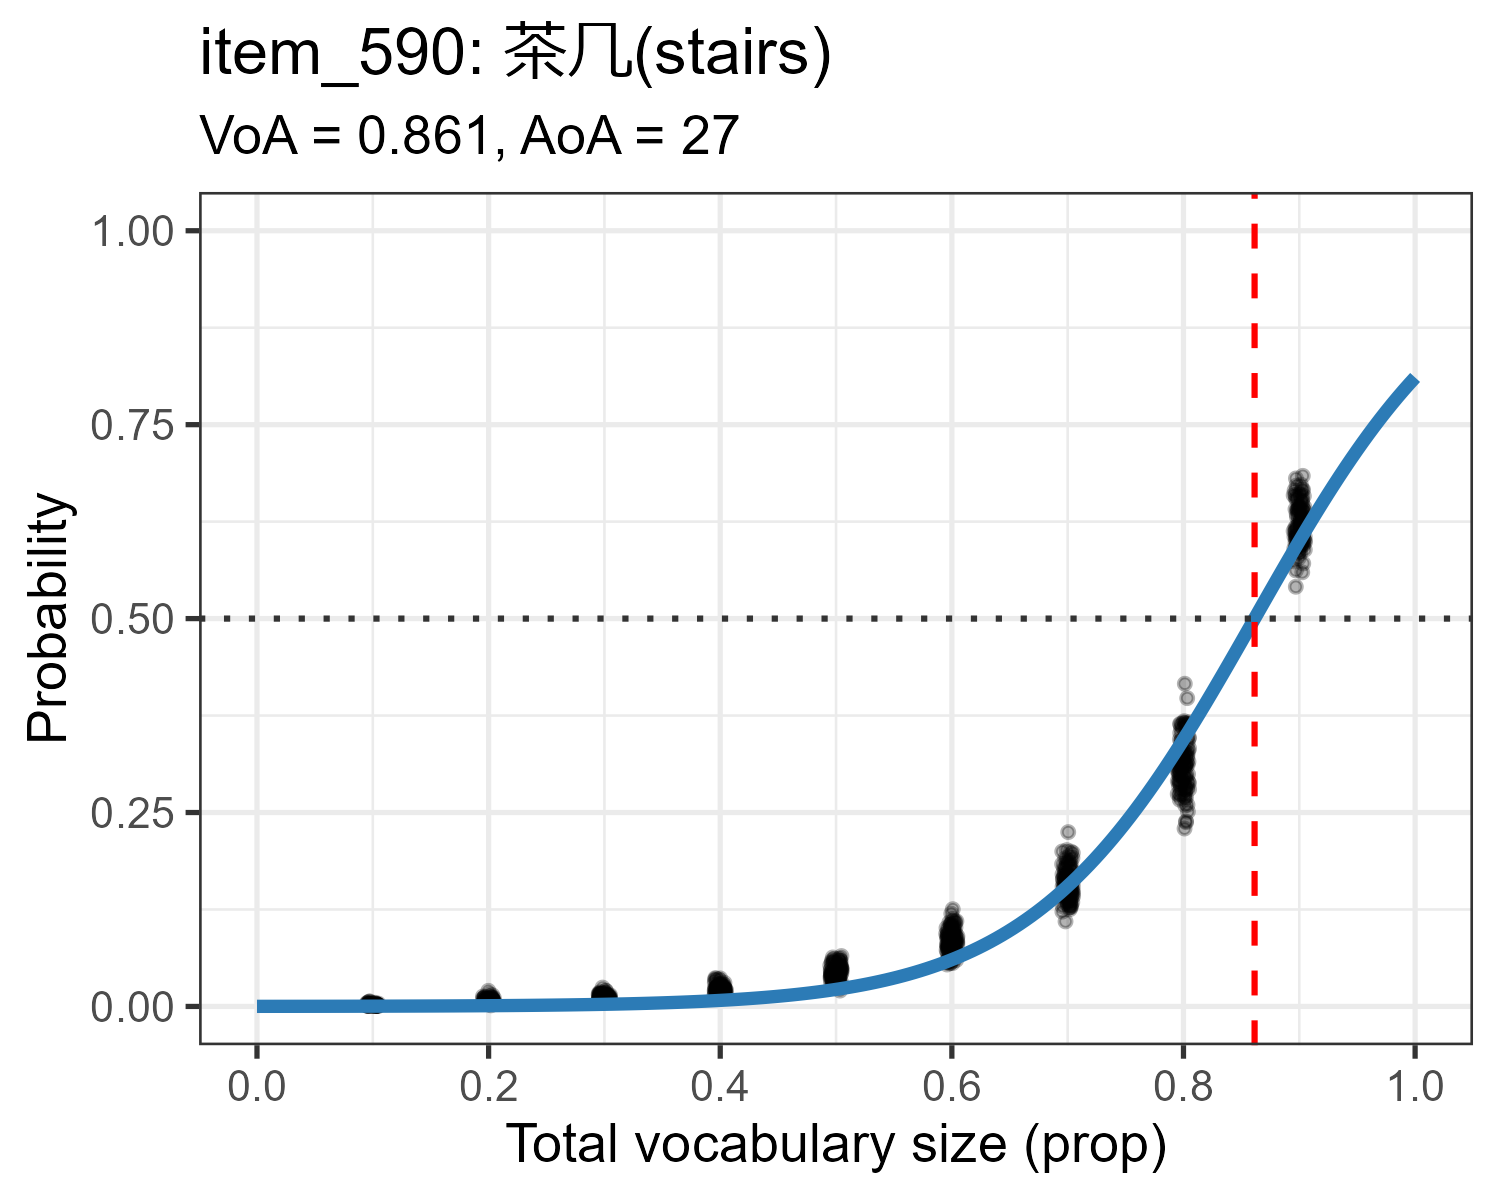 item_590: 茶几(stairs)
VoA = 0.861, AoA = 27
1.00
0.75
0.50
0.25
0.00
Probability
0.0 0.2 0.4 0.6 0.8 1.0
Total vocabulary size (prop)